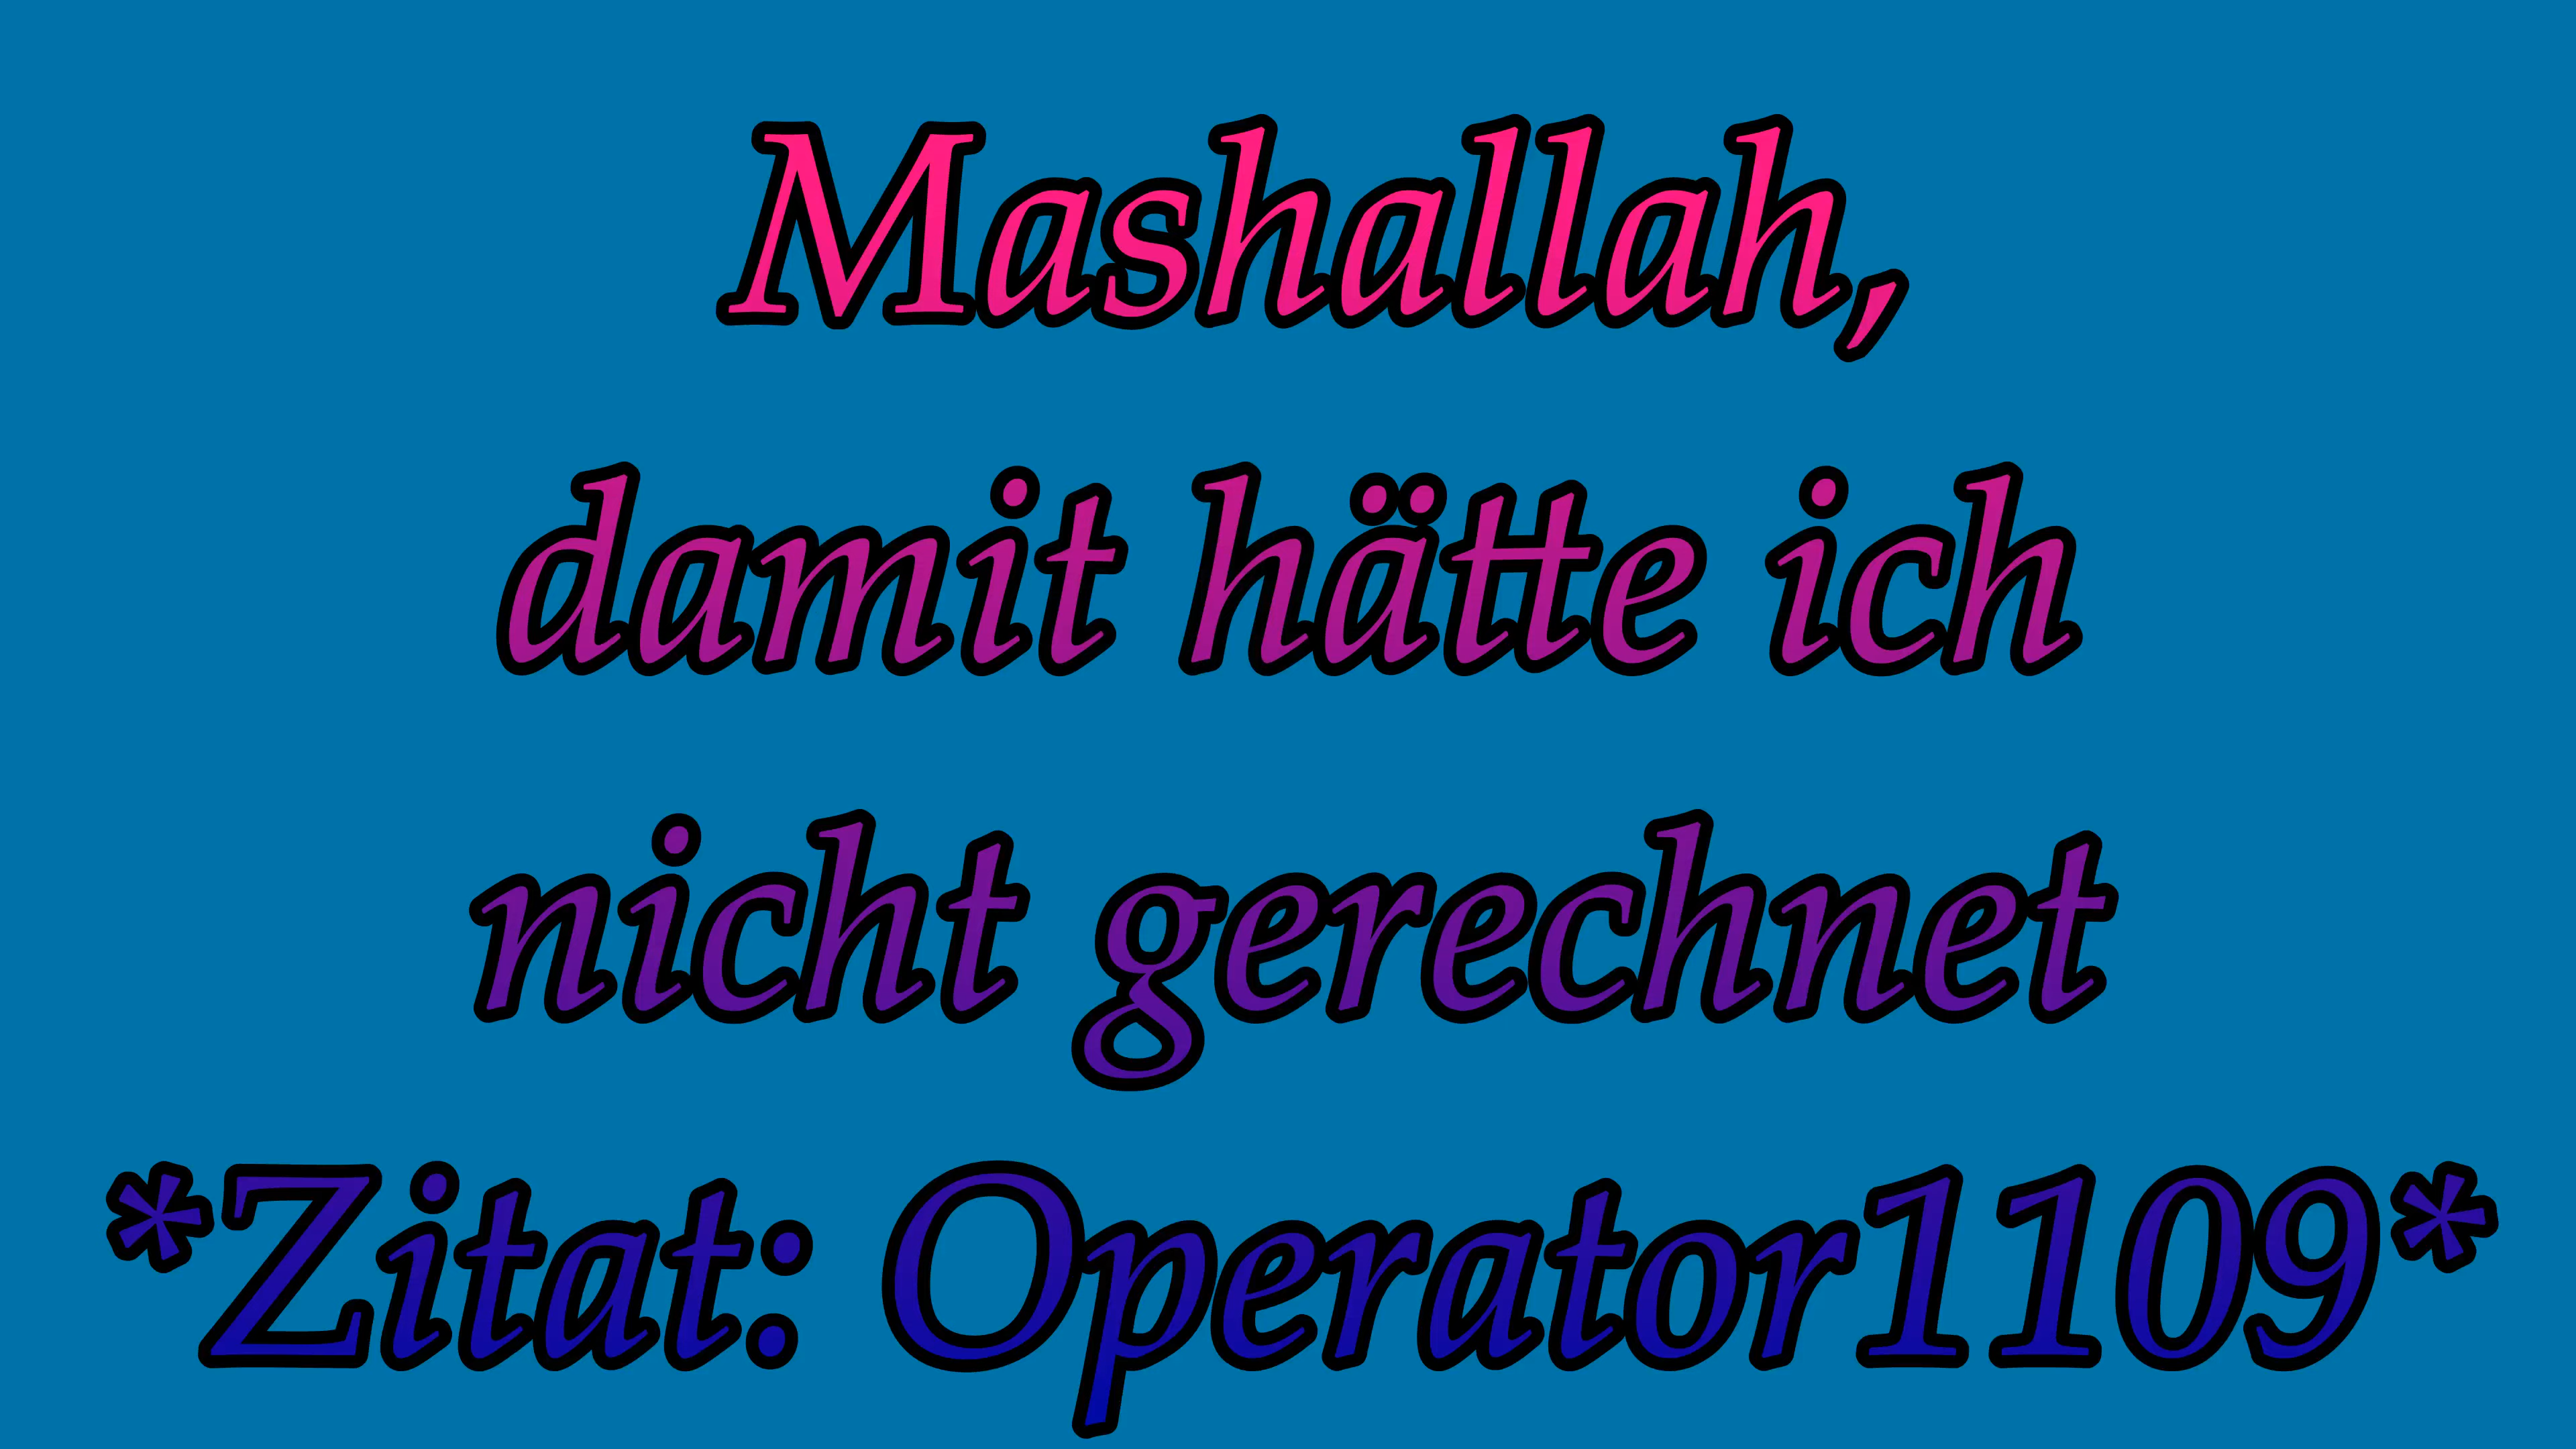 Mashallah,
damit hätte ich
nicht gerechnet
*Zitat: Operator1109*